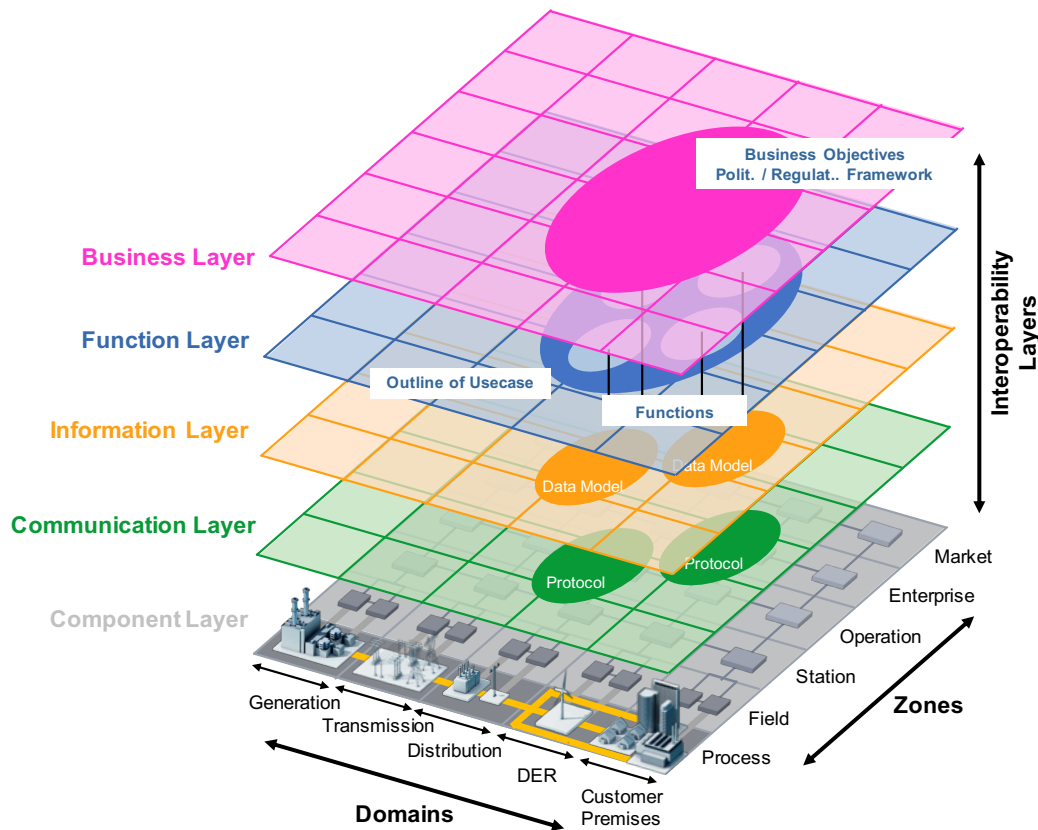 Business Objectives
Polit. / Regulat.. Framework
Business Layer
Function Layer
Outline of Usecase
Functions
Information Layer
Data Model
Data Model
Communication Layer
Protocol
Protocol
Component Layer
Interoperability
Layers
Market
Enterprise
Operation
Station
Field
Process
Zones
Generation
Transmission
Distribution
DER
Customer
Premises
Domains